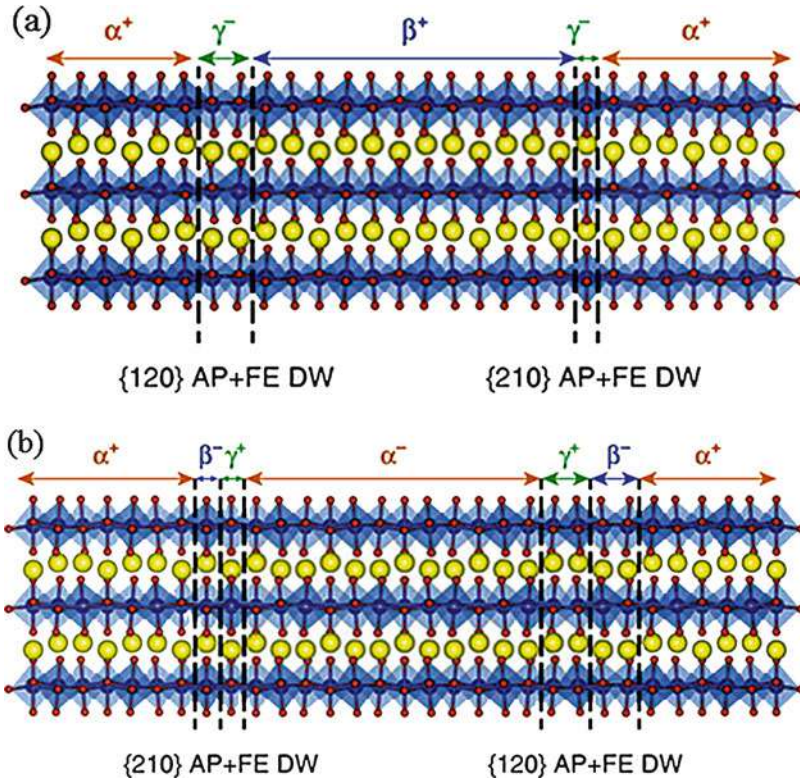 (a)
α⁺ γ⁻ β⁺ γ⁻ α⁺
{120} AP+FE DW {210} AP+FE DW
(b)
α⁺ β⁻ γ⁺ α⁻ γ⁺ β⁻ α⁺
{210} AP+FE DW {120} AP+FE DW